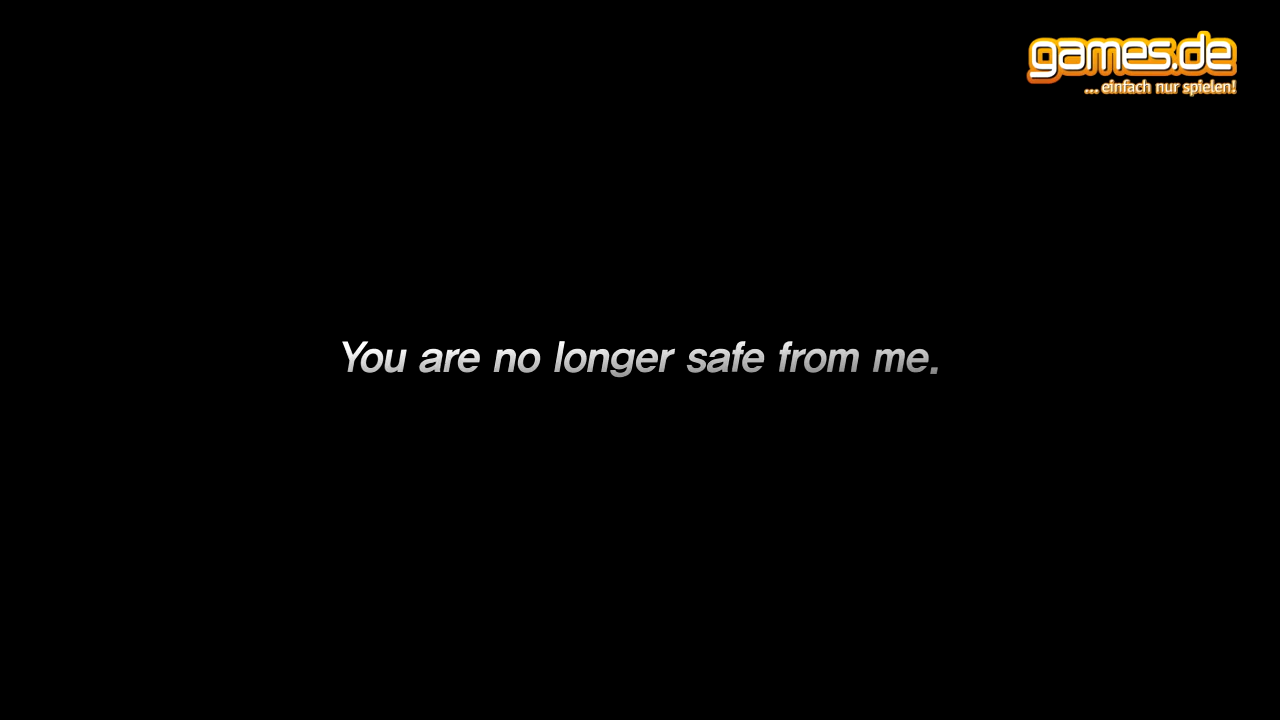 games.de
... einfach nur spielen!
You are no longer safe from me.